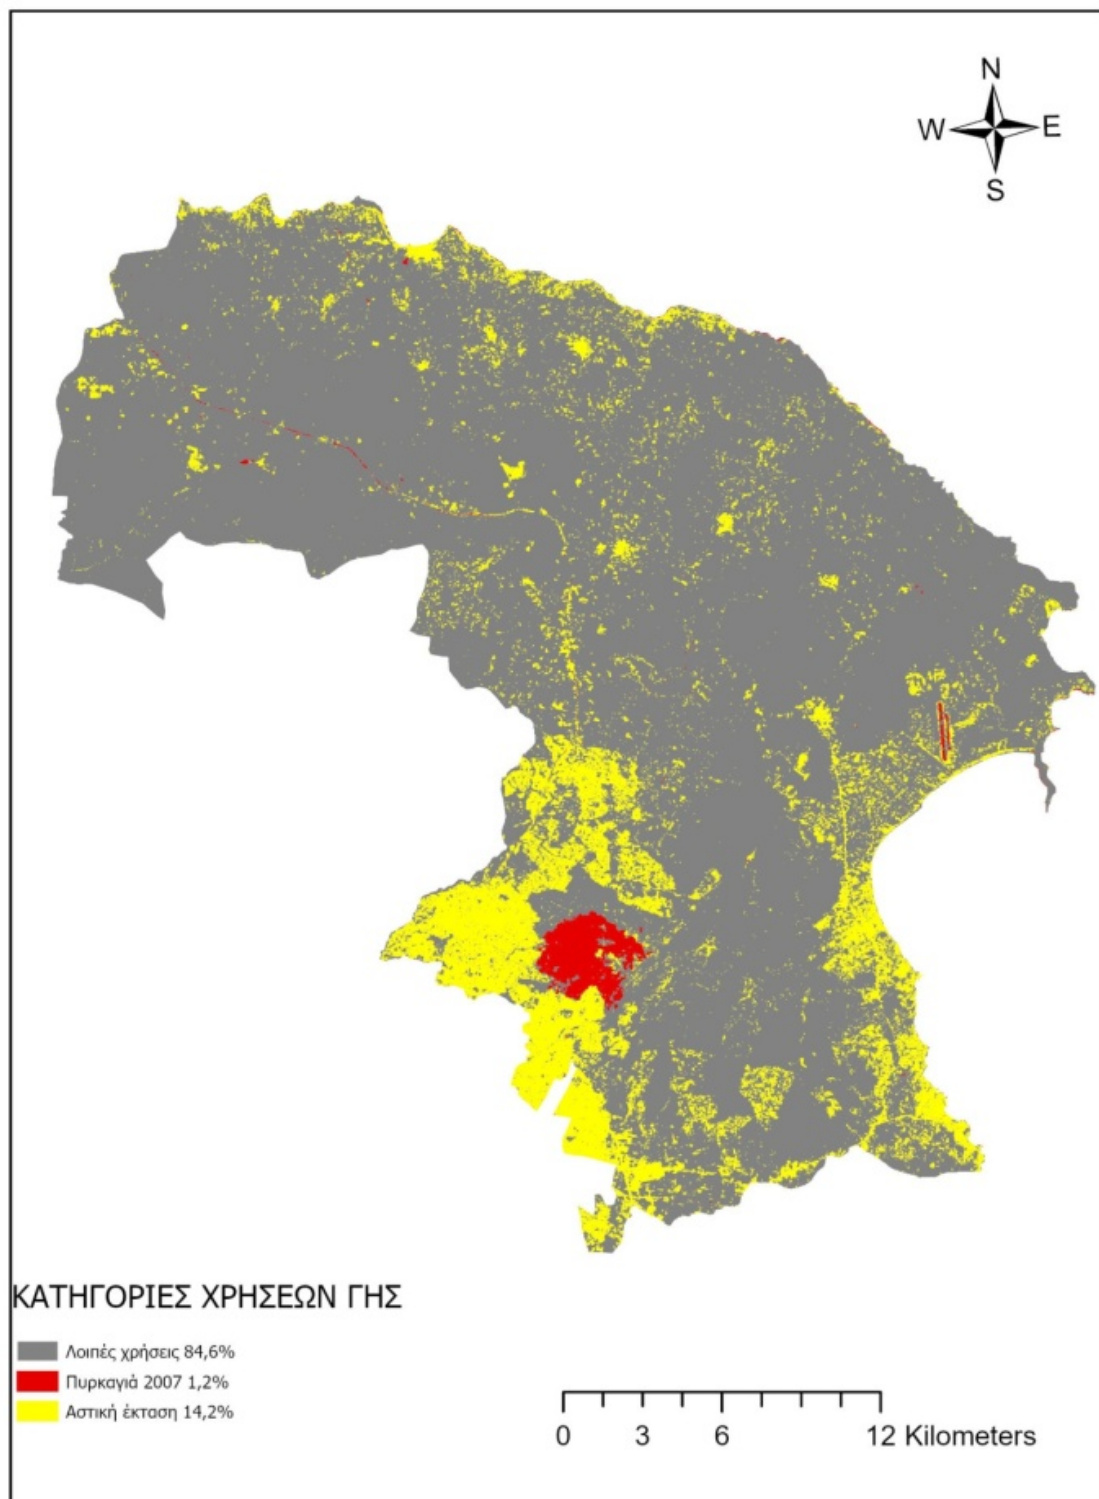 N
W E
S
ΚΑΤΗΓΟΡΙΕΣ ΧΡΗΣΕΩΝ ΓΗΣ
Λοιπές χρήσεις 84,6%
Πυρκαγιά 2007 1,2%
Αστική έκταση 14,2%
0 3 6 12 Kilometers